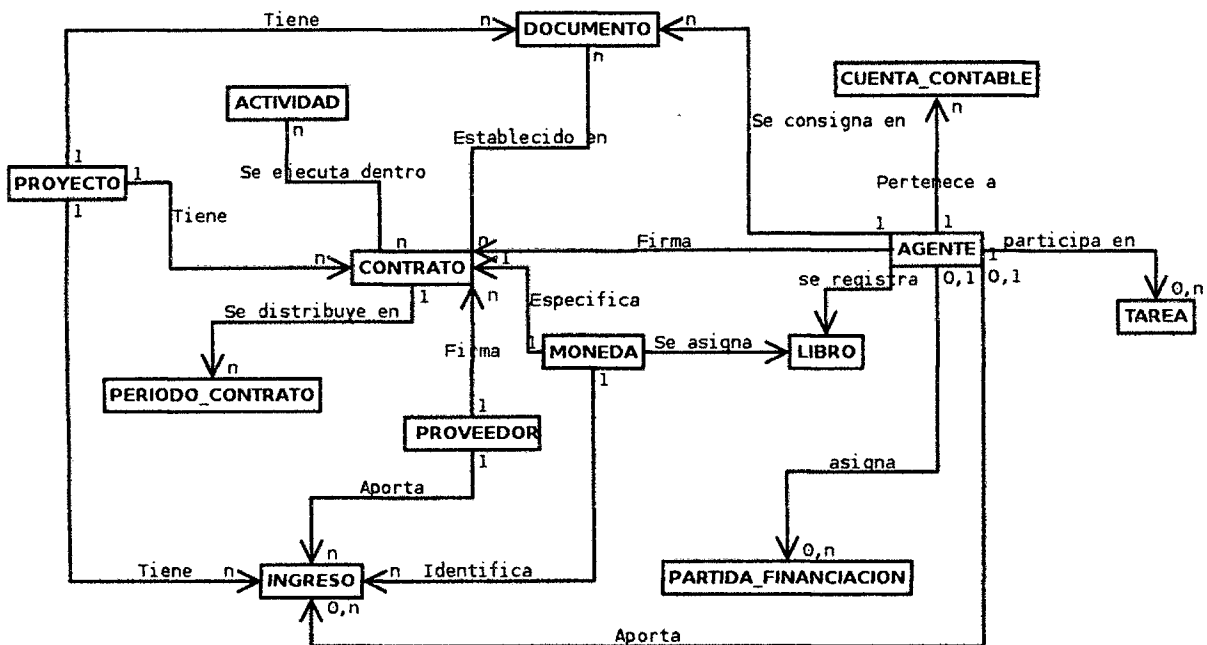 Tiene
n
DOCUMENTO
n
n
CUENTA_CONTABLE
n
ACTIVIDAD
n
Se consigna en
Establecido en
1
PROYECTO
1
1
Se ejecuta dentro
Pertenece a
Tiene
1
1
n
n
Firma
AGENTE
participa en
n
CONTRATO
1
1
se registra
0,1
0,1
1
n
Especifica
0,n
Se distribuye en
TAREA
Firma
1
MONEDA
Se asigna
LIBRO
n
1
PERIODO_CONTRATO
1
PROVEEDOR
1
asigna
Aporta
n
0,n
Tiene
n
INGRESO
n
Identifica
PARTIDA_FINANCIACION
0,n
Aporta